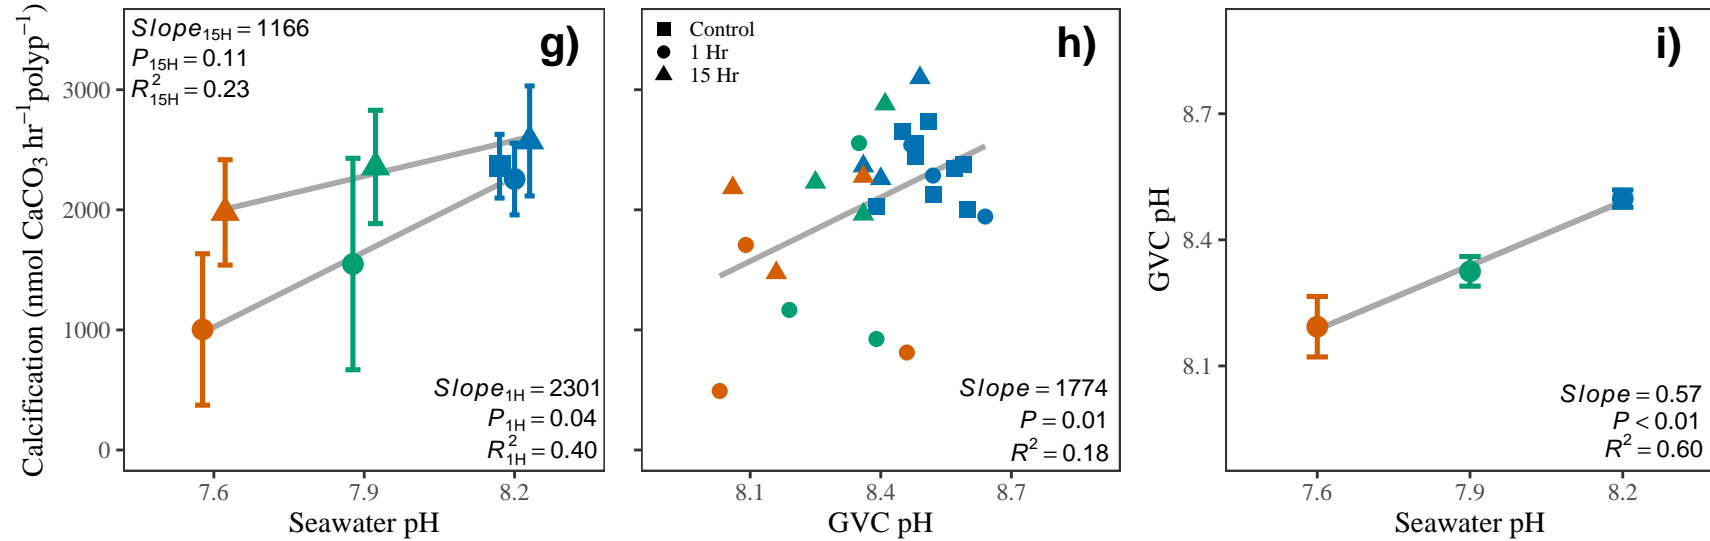 Calcification (nmol CaCO₃ hr⁻¹polyp⁻¹)
3000
2000
1000
0
Slope₁₅H = 1166
P₁₅H = 0.11
R²₁₅H = 0.23
g)
Slope₁H = 2301
P₁H = 0.04
R²₁H = 0.40
7.6 7.9 8.2
Seawater pH
Control
1 Hr
15 Hr
h)
Slope = 1774
P = 0.01
R² = 0.18
8.1 8.4 8.7
GVC pH
GVC pH
8.7
8.4
8.1
i)
Slope = 0.57
P < 0.01
R² = 0.60
7.6 7.9 8.2
Seawater pH